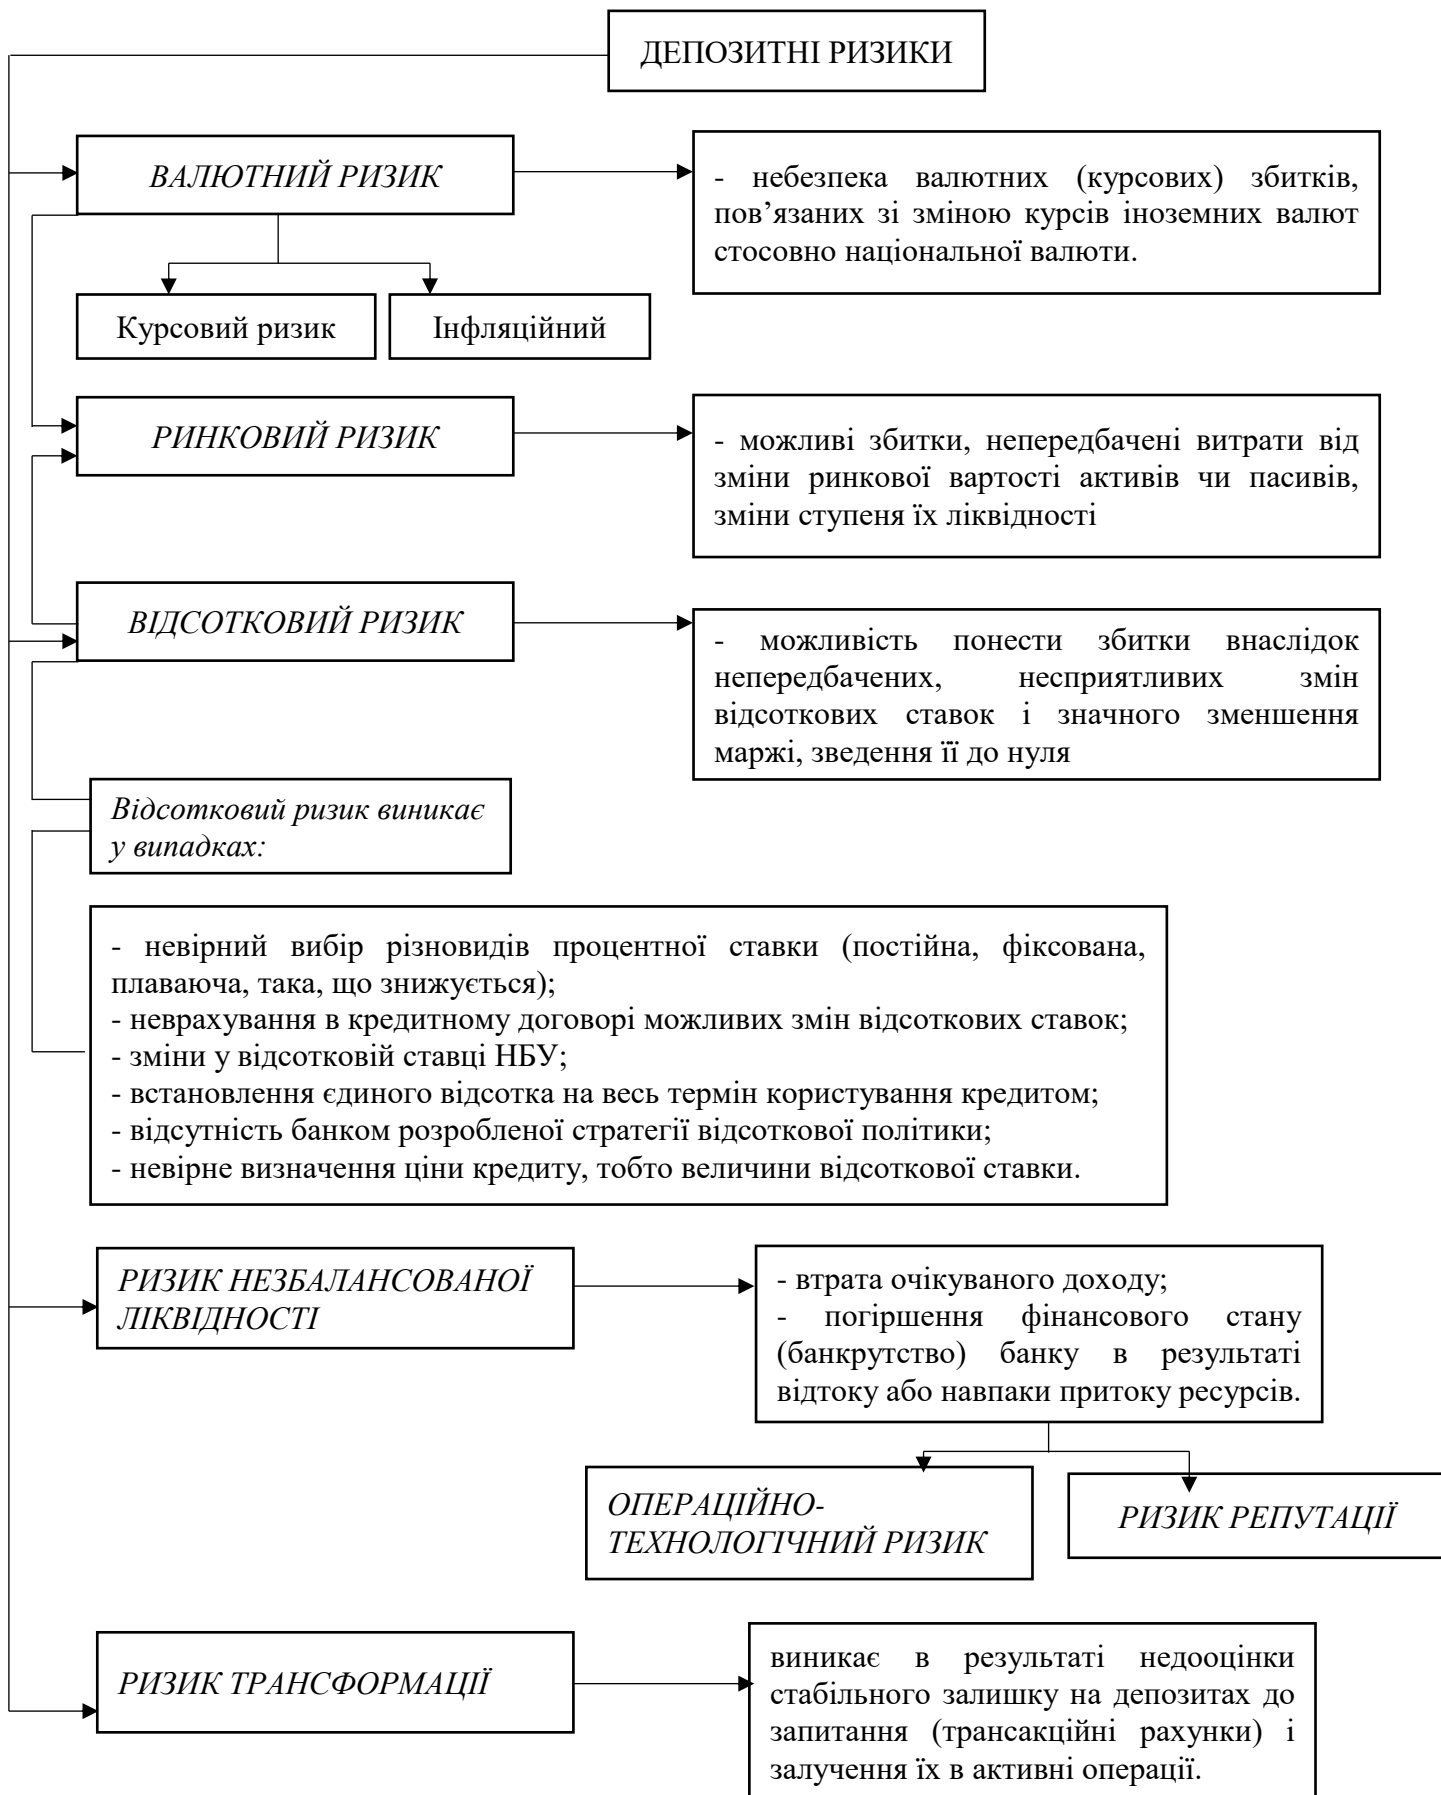 ДЕПОЗИТНІ РИЗИКИ
ВАЛЮТНИЙ РИЗИК
- небезпека валютних (курсових) збитків,
пов’язаних зі зміною курсів іноземних валют
стосовно національної валюти.
Курсовий ризик
Інфляційний
РИНКОВИЙ РИЗИК
- можливі збитки, непередбачені витрати від
зміни ринкової вартості активів чи пасивів,
зміни ступеня їх ліквідності
ВІДСОТКОВИЙ РИЗИК
- можливість понести збитки внаслідок
непередбачених, несприятливих змін
відсоткових ставок і значного зменшення
маржі, зведення її до нуля
Відсотковий ризик виникає
у випадках:
- невірний вибір різновидів процентної ставки (постійна, фіксована,
плаваюча, така, що знижується);
- неврахування в кредитному договорі можливих змін відсоткових ставок;
- зміни у відсотковій ставці НБУ;
- встановлення єдиного відсотка на весь термін користування кредитом;
- відсутність банком розробленої стратегії відсоткової політики;
- невірне визначення ціни кредиту, тобто величини відсоткової ставки.
РИЗИК НЕЗБАЛАНСОВАНОЇ
ЛІКВІДНОСТІ
- втрата очікуваного доходу;
- погіршення фінансового стану
(банкрутство) банку в результаті
відтоку або навпаки притоку ресурсів.
ОПЕРАЦІЙНО-
ТЕХНОЛОГІЧНИЙ РИЗИК
РИЗИК РЕПУТАЦІЇ
РИЗИК ТРАНСФОРМАЦІЇ
виникає в результаті недооцінки
стабільного залишку на депозитах до
запитання (трансакційні рахунки) і
залучення їх в активні операції.